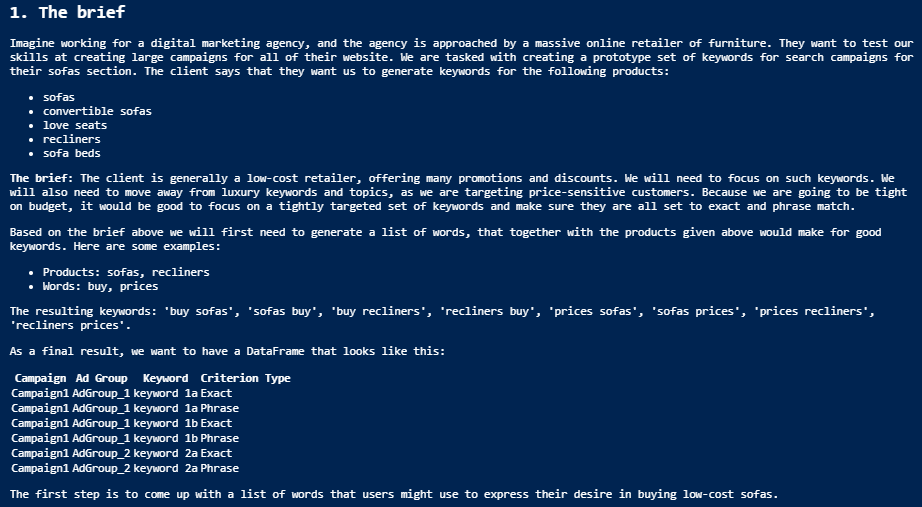 1. The brief
Imagine working for a digital marketing agency, and the agency is approached by a massive online retailer of furniture. They want to test our
skills at creating large campaigns for all of their website. We are tasked with creating a prototype set of keywords for search campaigns for
their sofas section. The client says that they want us to generate keywords for the following products:
• sofas
• convertible sofas
• love seats
• recliners
• sofa beds
The brief: The client is generally a low-cost retailer, offering many promotions and discounts. We will need to focus on such keywords. We
will also need to move away from luxury keywords and topics, as we are targeting price-sensitive customers. Because we are going to be tight
on budget, it would be good to focus on a tightly targeted set of keywords and make sure they are all set to exact and phrase match.
Based on the brief above we will first need to generate a list of words, that together with the products given above would make for good
keywords. Here are some examples:
• Products: sofas, recliners
• Words: buy, prices
The resulting keywords: 'buy sofas', 'sofas buy', 'buy recliners', 'recliners buy', 'prices sofas', 'sofas prices', 'prices recliners',
'recliners prices'.
As a final result, we want to have a DataFrame that looks like this:
Campaign Ad Group Keyword Criterion Type
Campaign1 AdGroup_1 keyword 1a Exact
Campaign1 AdGroup_1 keyword 1a Phrase
Campaign1 AdGroup_1 keyword 1b Exact
Campaign1 AdGroup_1 keyword 1b Phrase
Campaign1 AdGroup_2 keyword 2a Exact
Campaign1 AdGroup_2 keyword 2a Phrase
The first step is to come up with a list of words that users might use to express their desire in buying low-cost sofas.